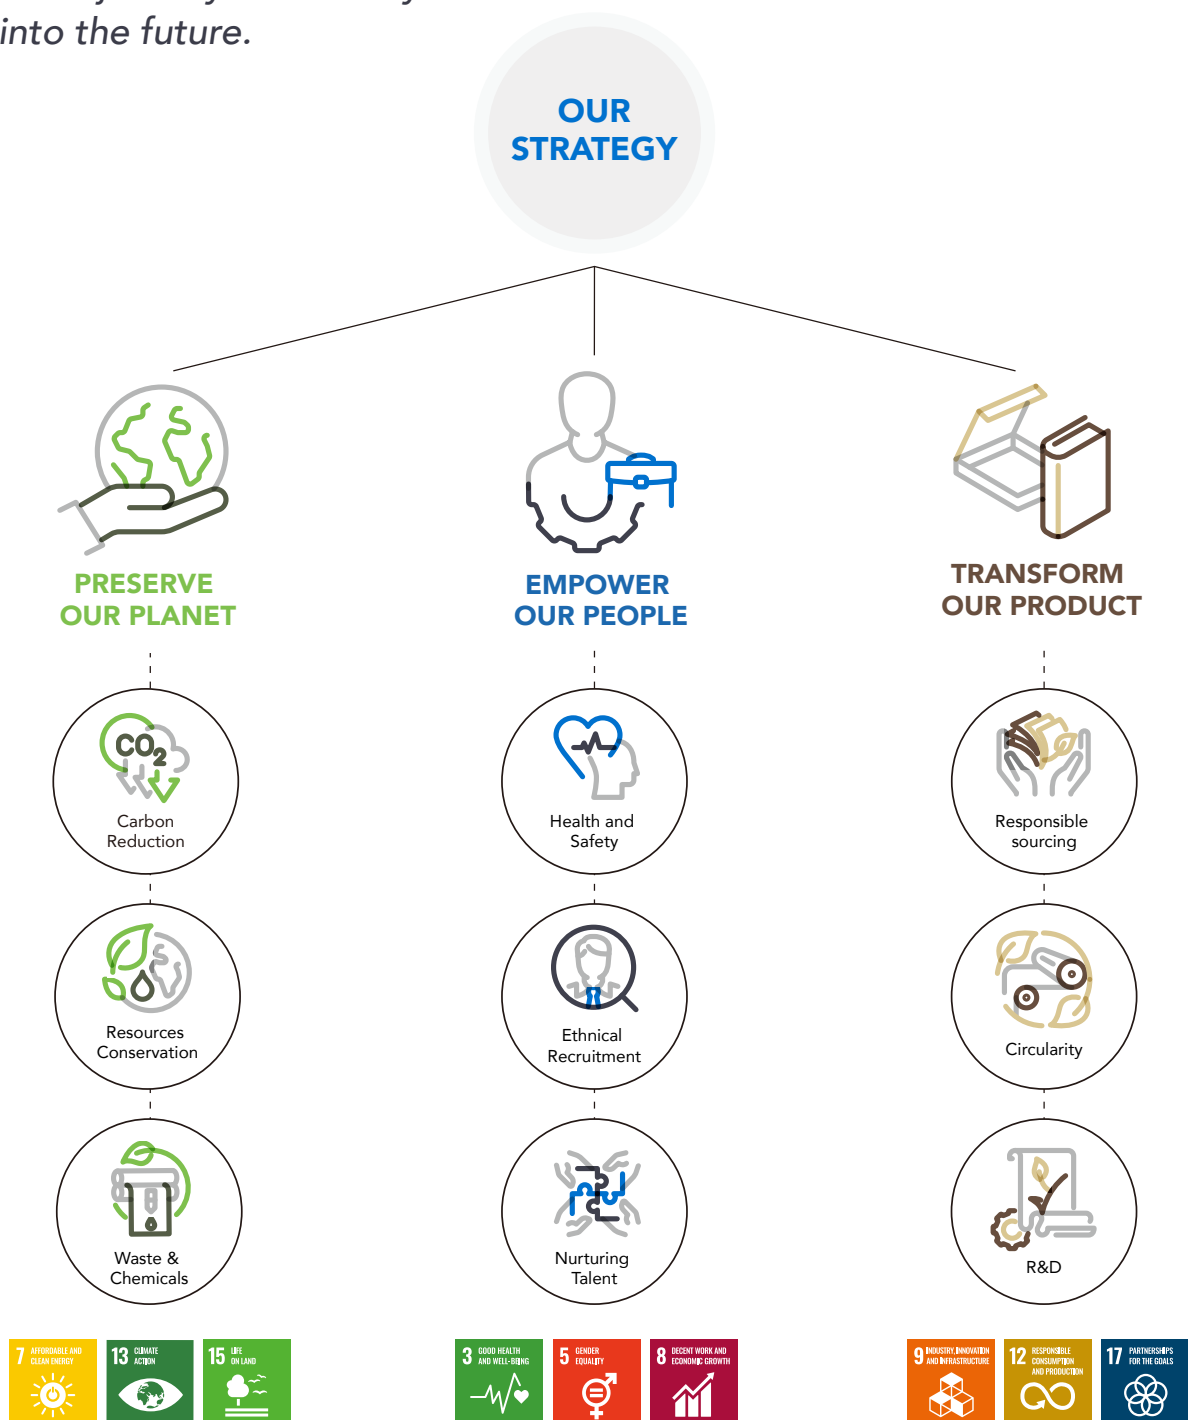 into the future.
OUR
STRATEGY
PRESERVE
OUR PLANET
EMPOWER
OUR PEOPLE
TRANSFORM
OUR PRODUCT
CO2
Carbon
Reduction
Health and
Safety
Responsible
sourcing
Resources
Conservation
Ethnical
Recruitment
Circularity
Waste &
Chemicals
Nurturing
Talent
R&D
7 AFFORDABLE AND
CLEAN ENERGY
13 CLIMATE
ACTION
15 LIFE
ON LAND
3 GOOD HEALTH
AND WELL-BEING
5 GENDER
EQUALITY
8 DECENT WORK AND
ECONOMIC GROWTH
9 INDUSTRY, INNOVATION
AND INFRASTRUCTURE
12 RESPONSIBLE
CONSUMPTION
AND PRODUCTION
17 PARTNERSHIPS
FOR THE GOALS